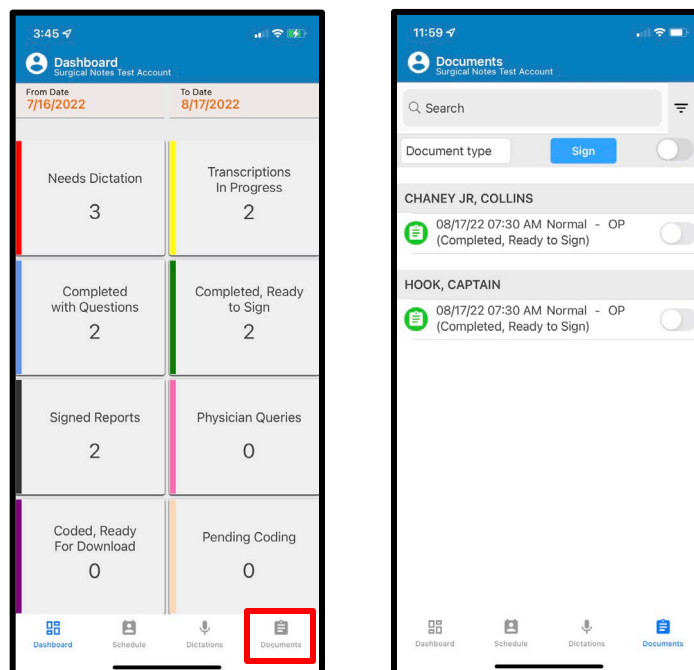 3:45
Dashboard
Surgical Notes Test Account
From Date
To Date
7/16/2022
8/17/2022
Needs Dictation
3
Transcriptions
In Progress
2
Completed
with Questions
2
Completed, Ready
to Sign
2
Signed Reports
2
Physician Queries
0
Coded, Ready
For Download
0
Pending Coding
0
Dashboard
Schedule
Dictations
Documents
11:59
Documents
Surgical Notes Test Account
Search
Document type
Sign
CHANEY JR, COLLINS
08/17/22 07:30 AM Normal - OP
(Completed, Ready to Sign)
HOOK, CAPTAIN
08/17/22 07:30 AM Normal - OP
(Completed, Ready to Sign)
Dashboard
Schedule
Dictations
Documents